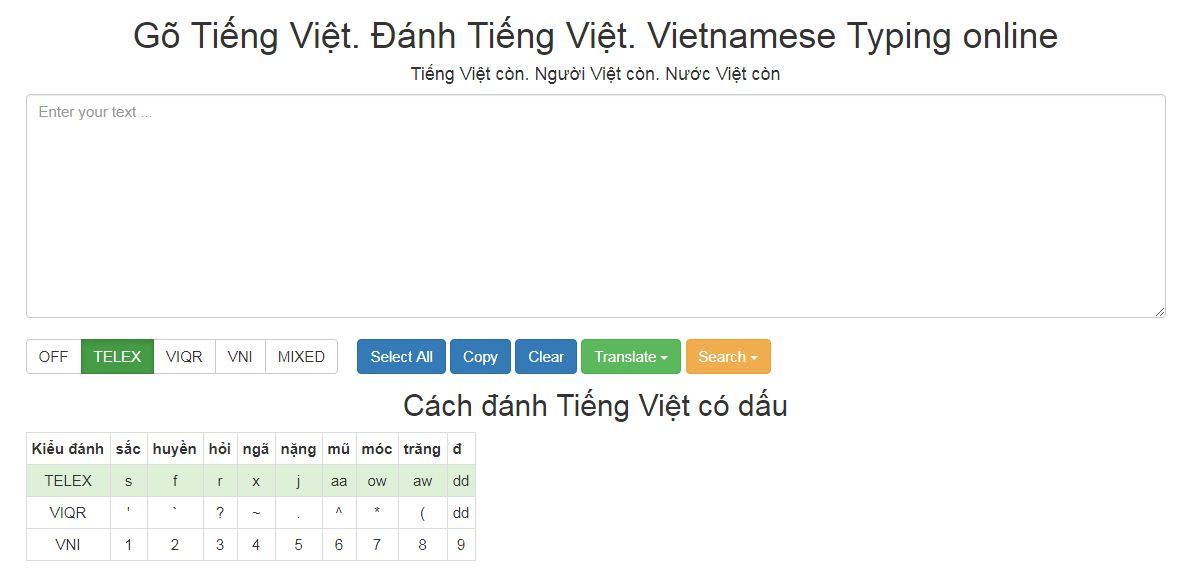 Gõ Tiếng Việt. Đánh Tiếng Việt. Vietnamese Typing online
Tiếng Việt còn. Người Việt còn. Nước Việt còn
Enter your text ...
OFF TELEX VIQR VNI MIXED Select All Copy Clear Translate Search
Cách đánh Tiếng Việt có dấu
Kiểu đánh sắc huyền hỏi ngã nặng mũ móc trăng đ
TELEX s f r x j aa ow aw dd
VIQR ' ` ? ~ . ^ * ( dd
VNI 1 2 3 4 5 6 7 8 9